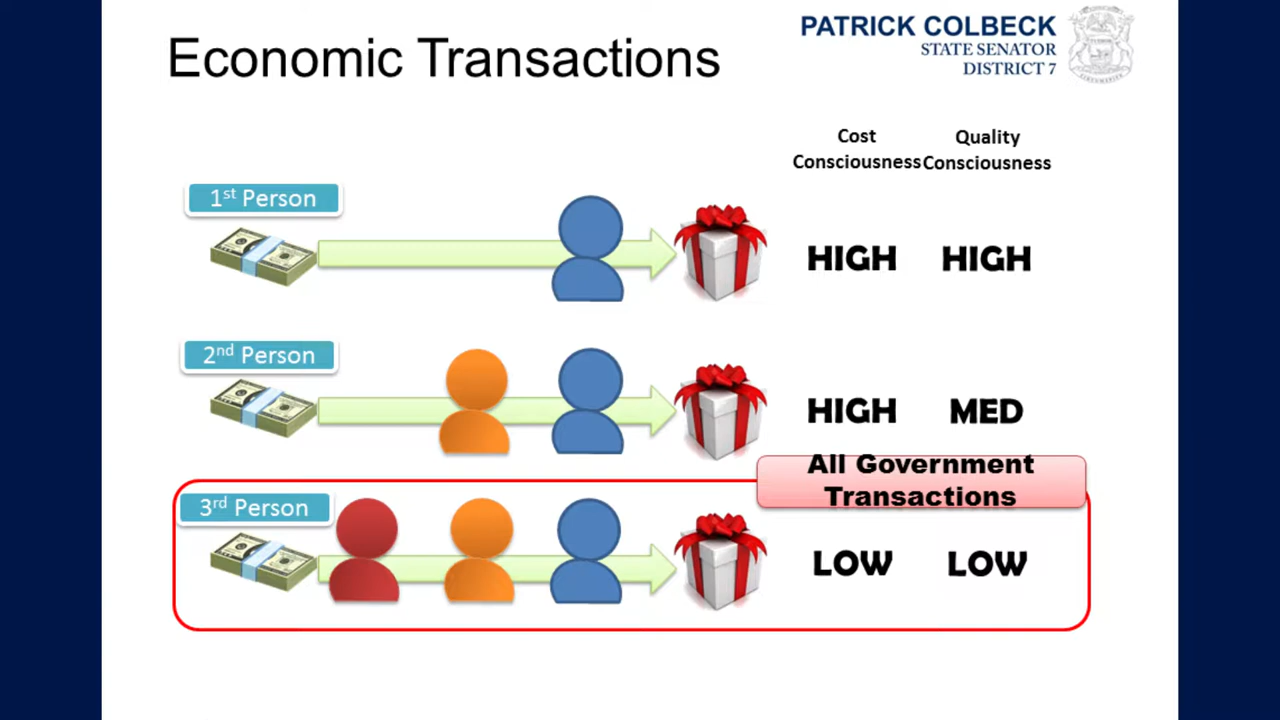 Economic Transactions
PATRICK COLBECK
STATE SENATOR
DISTRICT 7
Cost
Consciousness
Quality
Consciousness
1st Person
HIGH HIGH
2nd Person
HIGH MED
All Government
Transactions
3rd Person
LOW LOW